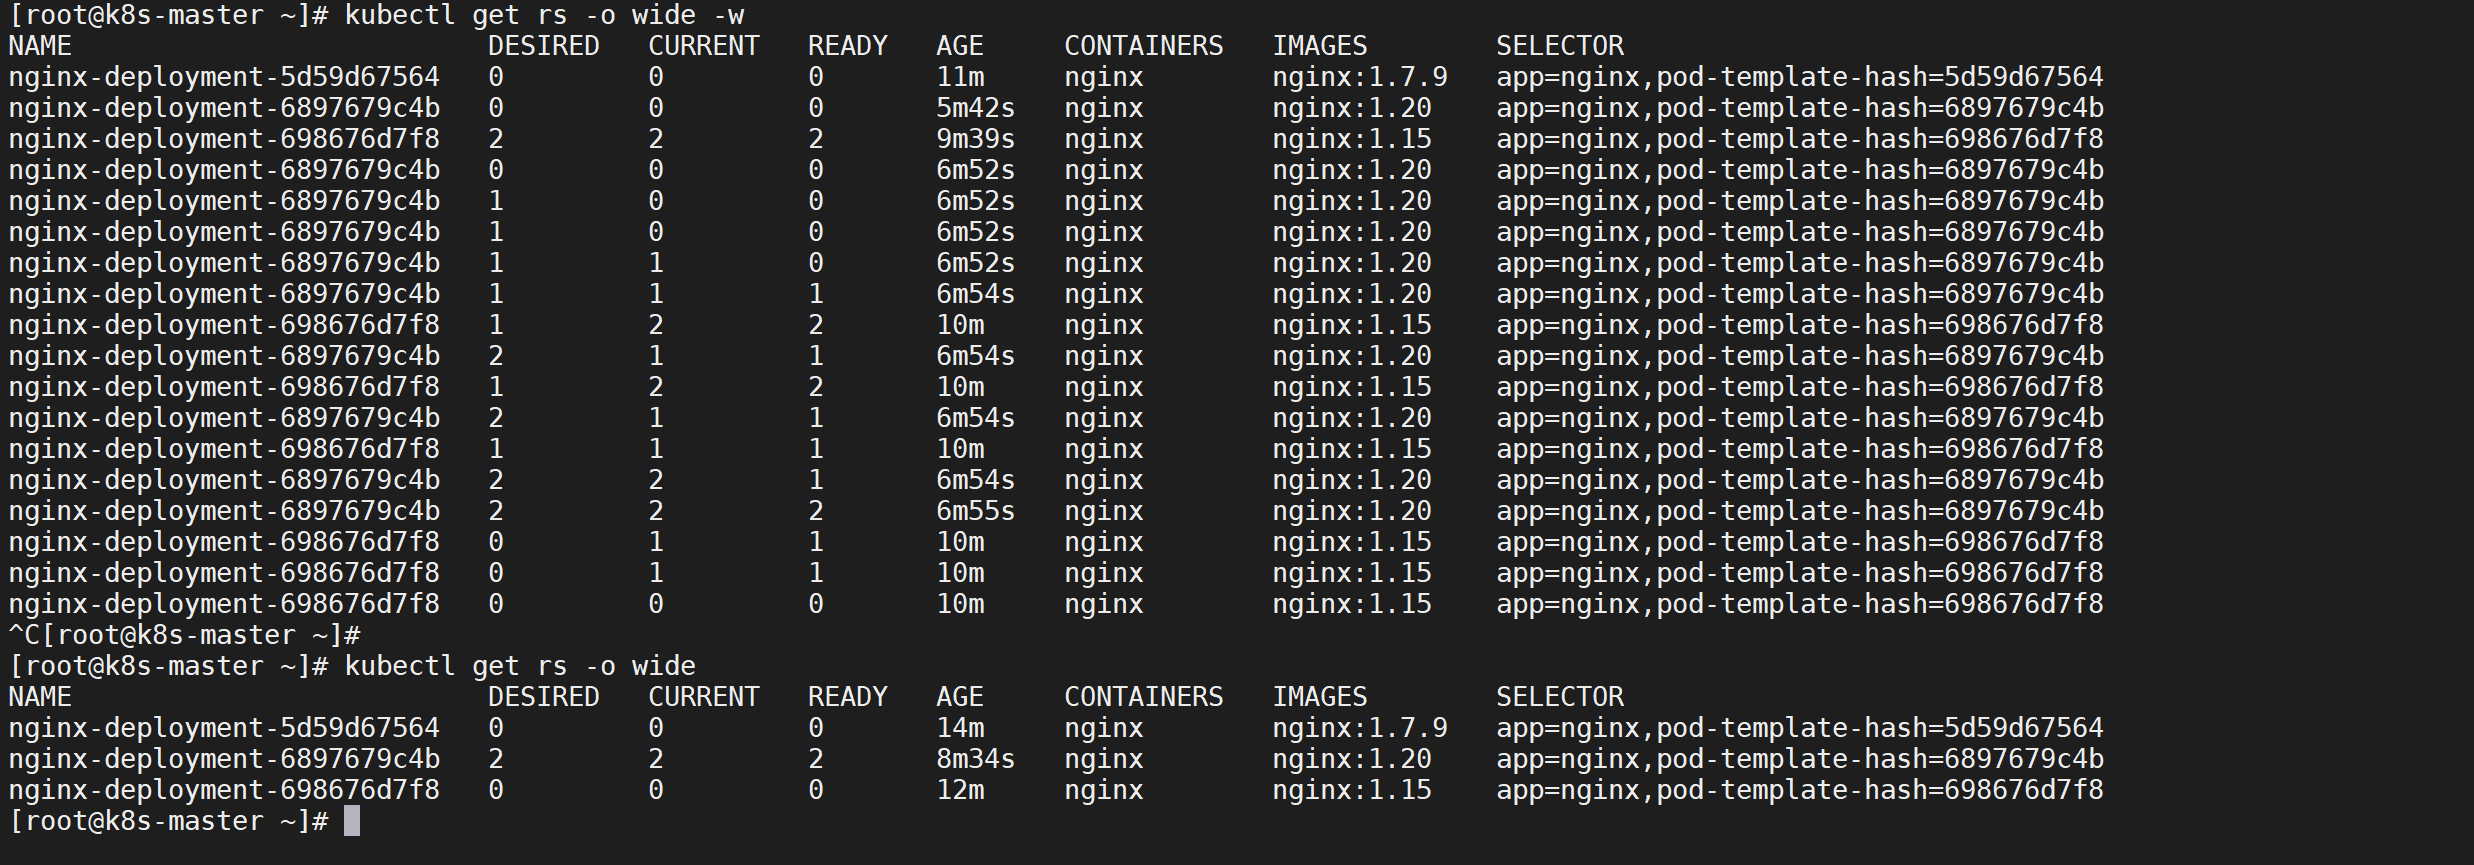 [root@k8s-master ~]# kubectl get rs -o wide -w
NAME                          DESIRED   CURRENT   READY   AGE     CONTAINERS   IMAGES        SELECTOR
nginx-deployment-5d59d67564   0         0         0       11m     nginx        nginx:1.7.9   app=nginx,pod-template-hash=5d59d67564
nginx-deployment-6897679c4b   0         0         0       5m42s   nginx        nginx:1.20    app=nginx,pod-template-hash=6897679c4b
nginx-deployment-698676d7f8   2         2         2       9m39s   nginx        nginx:1.15    app=nginx,pod-template-hash=698676d7f8
nginx-deployment-6897679c4b   0         0         0       6m52s   nginx        nginx:1.20    app=nginx,pod-template-hash=6897679c4b
nginx-deployment-6897679c4b   1         0         0       6m52s   nginx        nginx:1.20    app=nginx,pod-template-hash=6897679c4b
nginx-deployment-6897679c4b   1         0         0       6m52s   nginx        nginx:1.20    app=nginx,pod-template-hash=6897679c4b
nginx-deployment-6897679c4b   1         1         0       6m52s   nginx        nginx:1.20    app=nginx,pod-template-hash=6897679c4b
nginx-deployment-6897679c4b   1         1         1       6m54s   nginx        nginx:1.20    app=nginx,pod-template-hash=6897679c4b
nginx-deployment-698676d7f8   1         2         2       10m     nginx        nginx:1.15    app=nginx,pod-template-hash=698676d7f8
nginx-deployment-6897679c4b   2         1         1       6m54s   nginx        nginx:1.20    app=nginx,pod-template-hash=6897679c4b
nginx-deployment-698676d7f8   1         2         2       10m     nginx        nginx:1.15    app=nginx,pod-template-hash=698676d7f8
nginx-deployment-6897679c4b   2         1         1       6m54s   nginx        nginx:1.20    app=nginx,pod-template-hash=6897679c4b
nginx-deployment-698676d7f8   1         1         1       10m     nginx        nginx:1.15    app=nginx,pod-template-hash=698676d7f8
nginx-deployment-6897679c4b   2         2         1       6m54s   nginx        nginx:1.20    app=nginx,pod-template-hash=6897679c4b
nginx-deployment-6897679c4b   2         2         2       6m55s   nginx        nginx:1.20    app=nginx,pod-template-hash=6897679c4b
nginx-deployment-698676d7f8   0         1         1       10m     nginx        nginx:1.15    app=nginx,pod-template-hash=698676d7f8
nginx-deployment-698676d7f8   0         1         1       10m     nginx        nginx:1.15    app=nginx,pod-template-hash=698676d7f8
nginx-deployment-698676d7f8   0         0         0       10m     nginx        nginx:1.15    app=nginx,pod-template-hash=698676d7f8
^C[root@k8s-master ~]#
[root@k8s-master ~]# kubectl get rs -o wide
NAME                          DESIRED   CURRENT   READY   AGE     CONTAINERS   IMAGES        SELECTOR
nginx-deployment-5d59d67564   0         0         0       14m     nginx        nginx:1.7.9   app=nginx,pod-template-hash=5d59d67564
nginx-deployment-6897679c4b   2         2         2       8m34s   nginx        nginx:1.20    app=nginx,pod-template-hash=6897679c4b
nginx-deployment-698676d7f8   0         0         0       12m     nginx        nginx:1.15    app=nginx,pod-template-hash=698676d7f8
[root@k8s-master ~]#